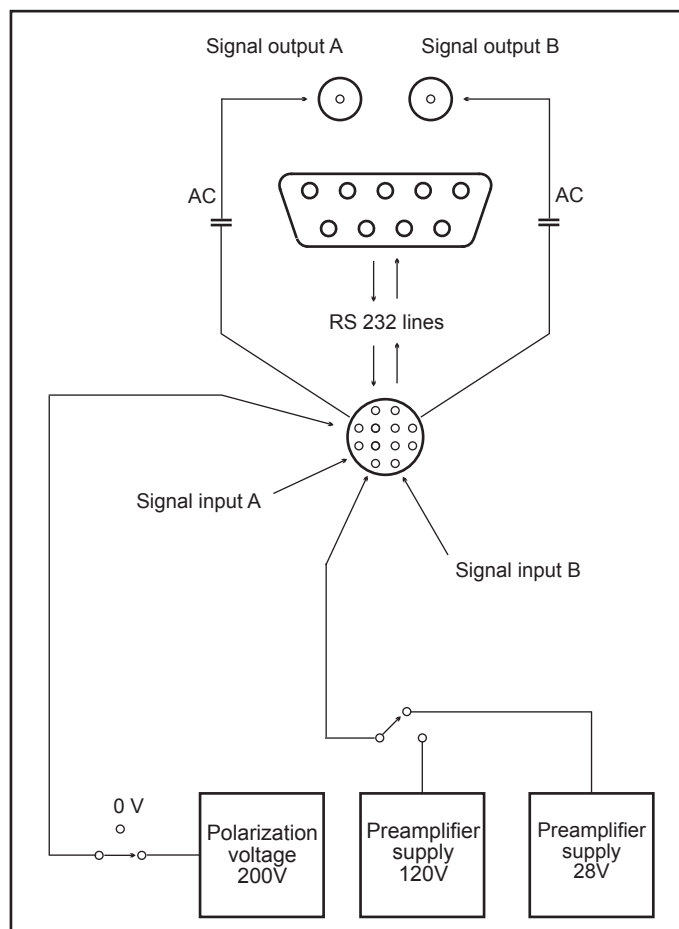 Signal output A
Signal output B
AC
AC
RS 232 lines
Signal input A
Signal input B
0 V
Polarization
voltage
200V
Preamplifier
supply
120V
Preamplifier
supply
28V